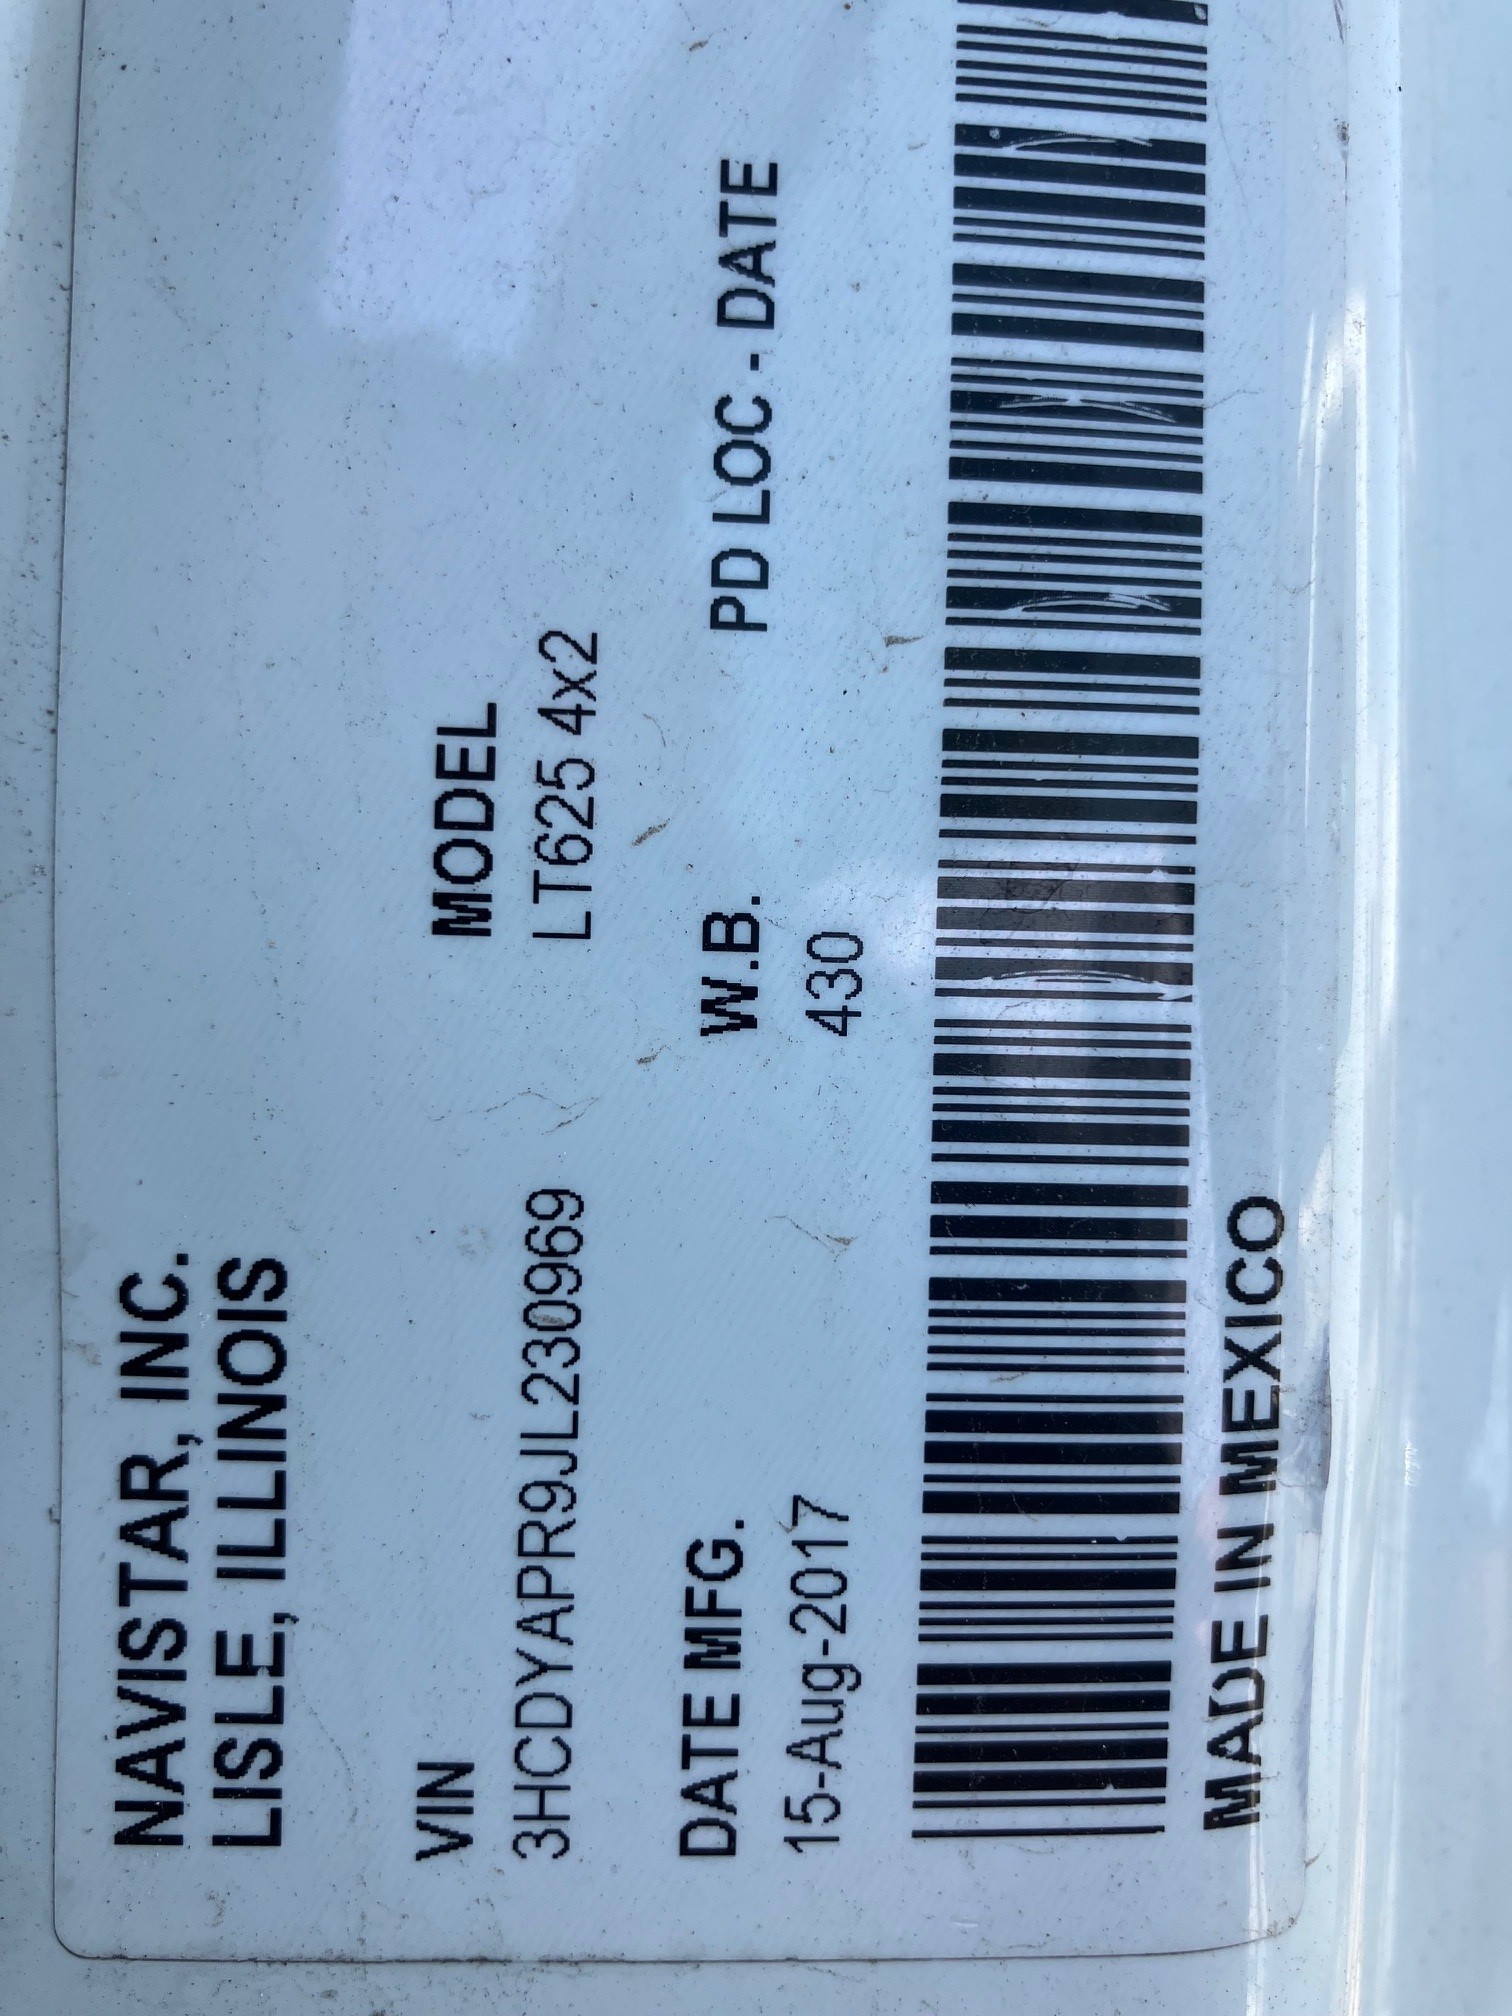 NAVISTAR, INC.
LISLE, ILLINOIS
VIN
3HCDYAPR9JL230969
MODEL
LT625 4x2
DATE MFG.
15-Aug-2017
W.B.
430
PD LOC - DATE
MADE IN MEXICO